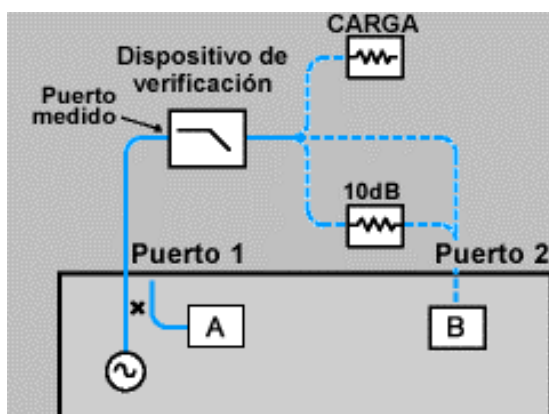 CARGA
Dispositivo de
verificación
Puerto
medido
10dB
Puerto 1
Puerto 2
A
B